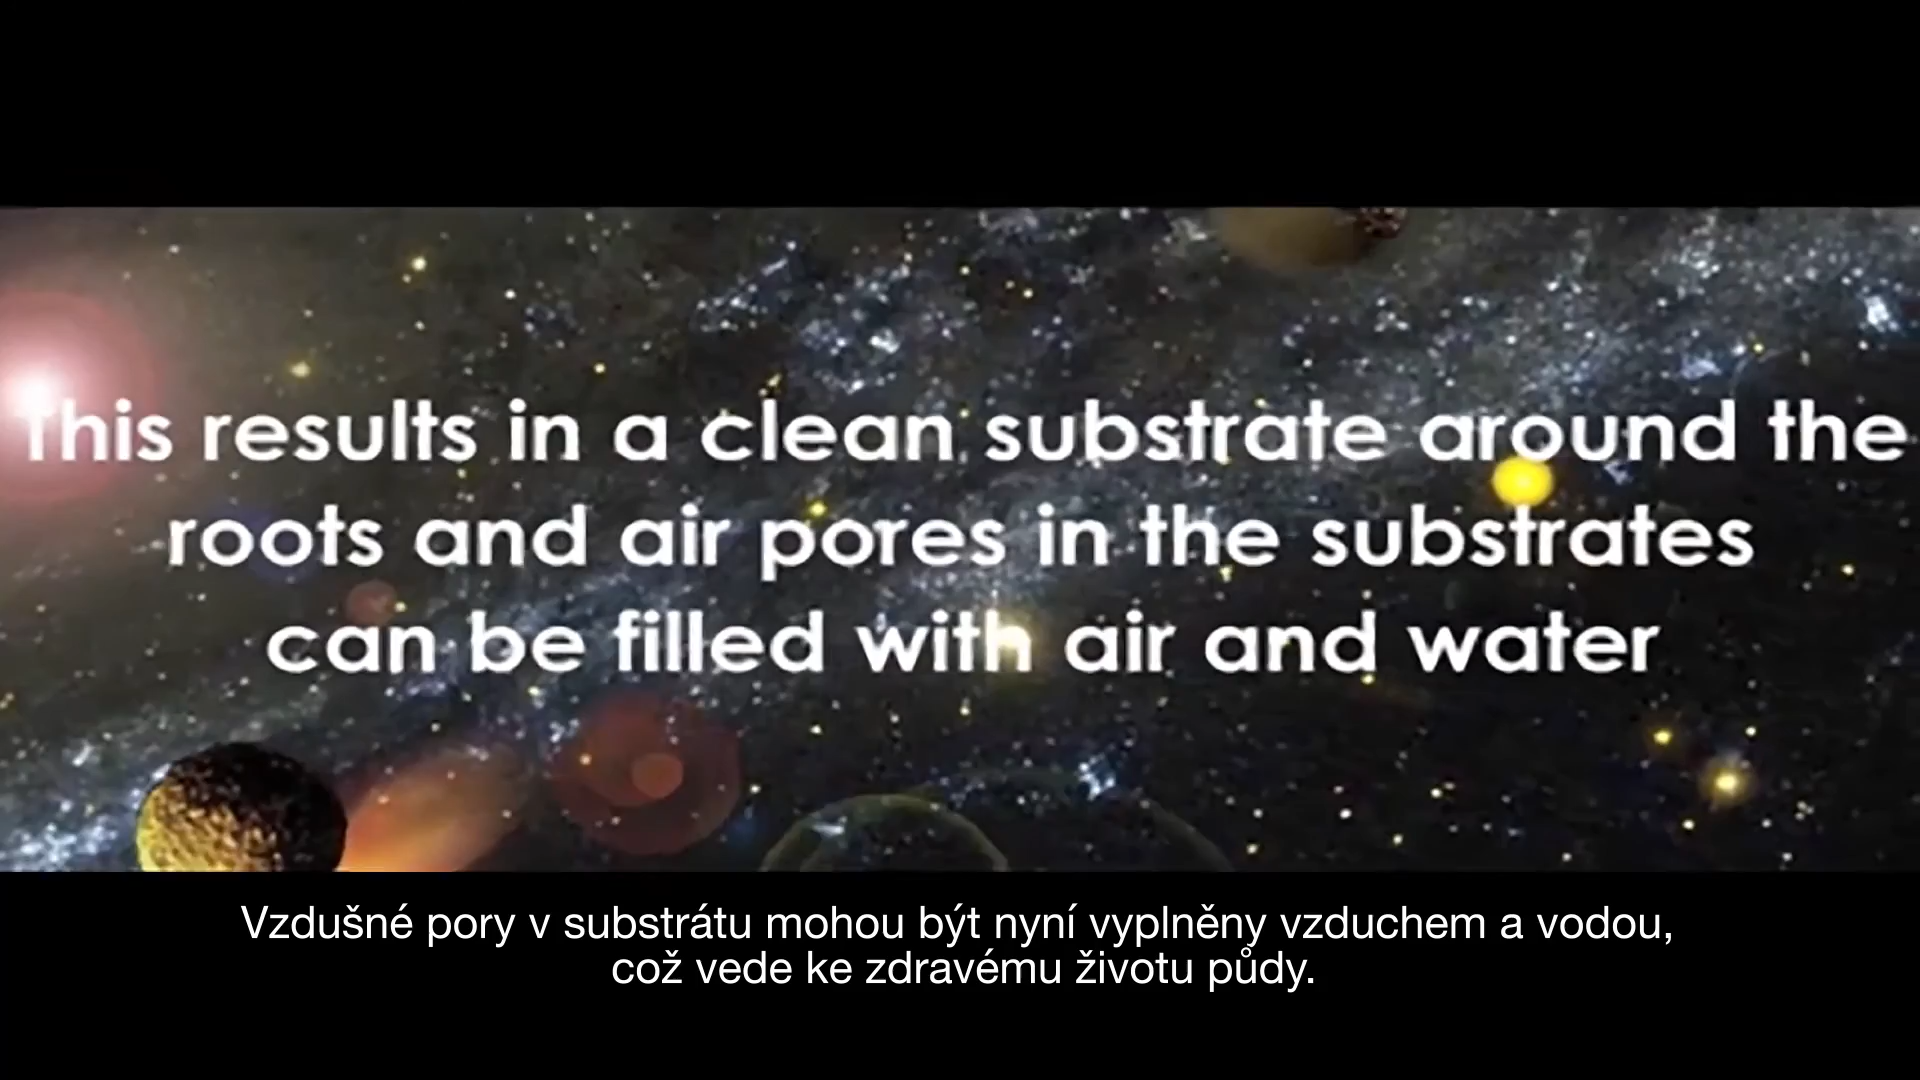 This results in a clean substrate around the
roots and air pores in the substrates
can be filled with air and water
Vzdušné pory v substrátu mohou být nyní vyplněny vzduchem a vodou,
což vede ke zdravému životu půdy.